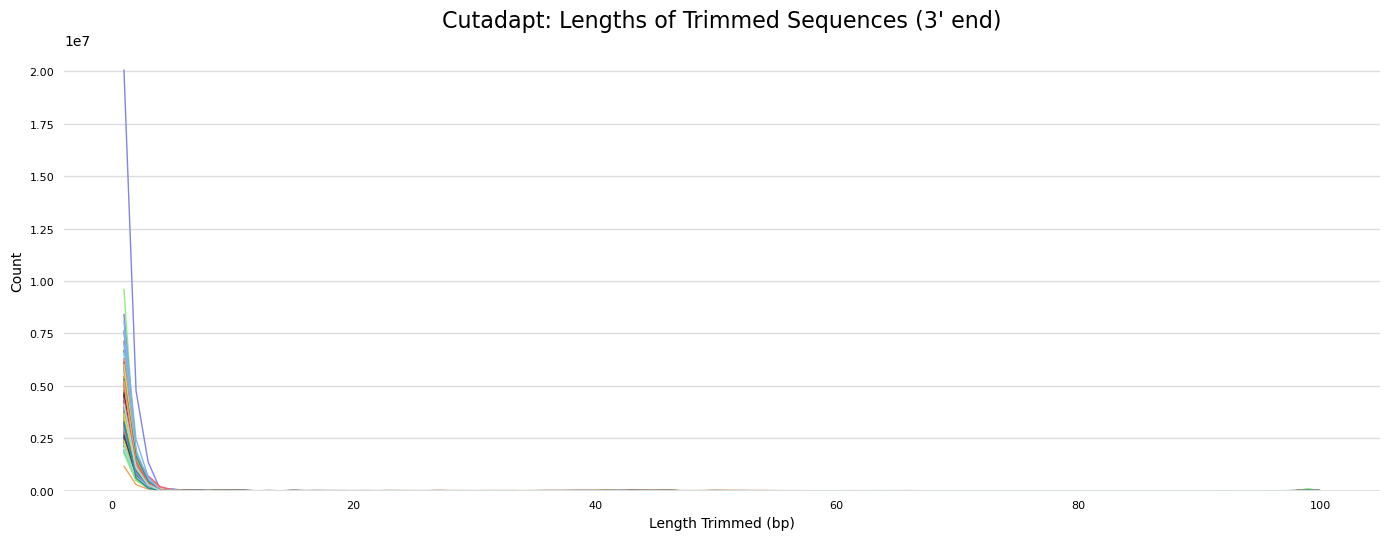 Cutadapt: Lengths of Trimmed Sequences (3' end)
1e7
2.00
1.75
1.50
1.25
1.00
0.75
0.50
0.25
0.00
Count
0 20 40 60 80 100
Length Trimmed (bp)